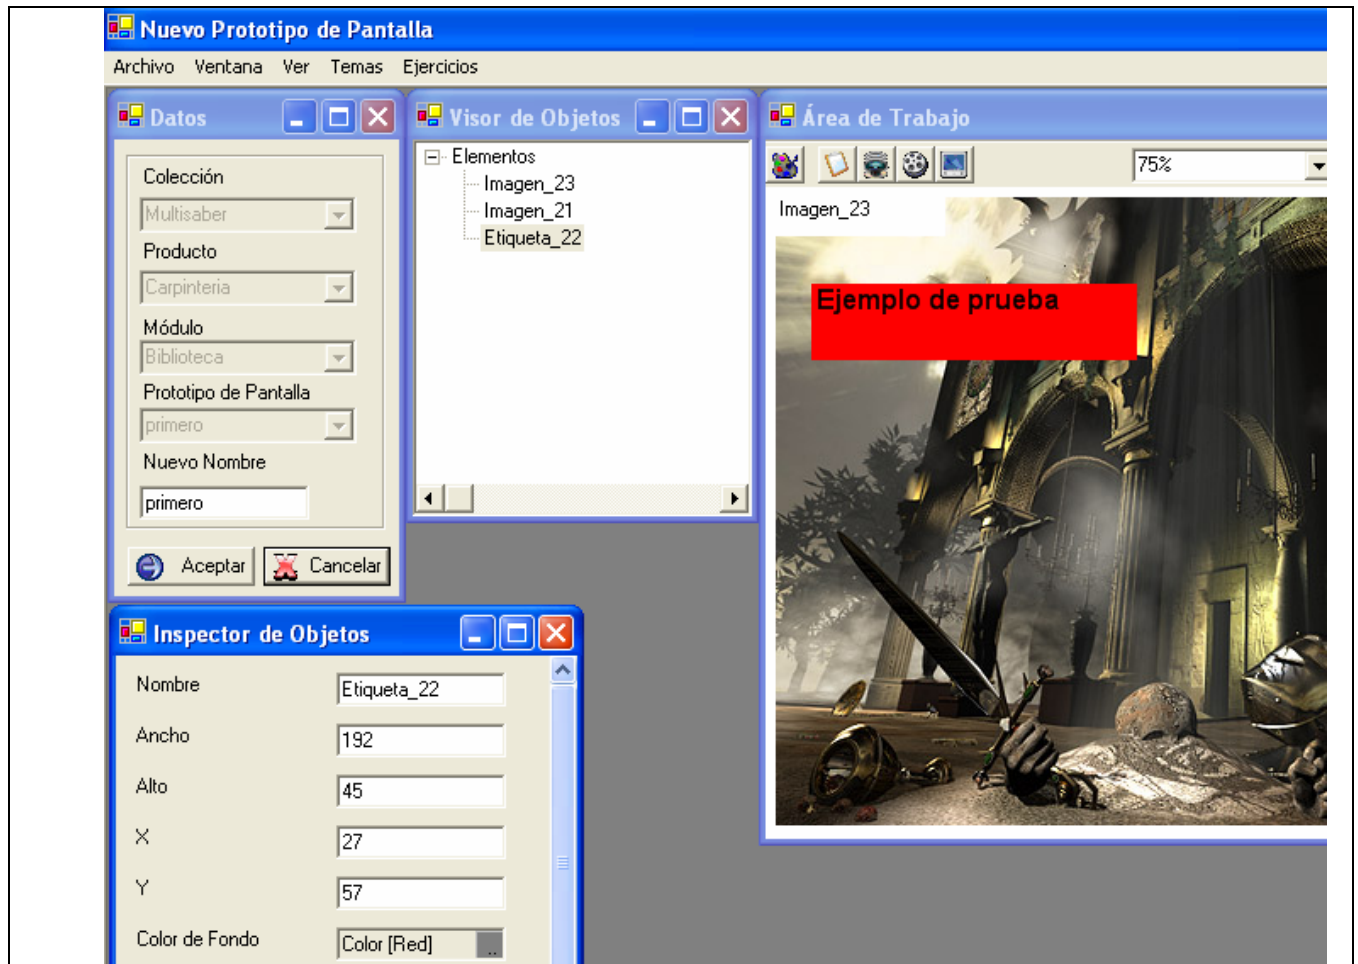 Nuevo Prototipo de Pantalla
Archivo Ventana Ver Temas Ejercicios
Datos
Colección
Multisaber
Producto
Carpinteria
Módulo
Biblioteca
Prototipo de Pantalla
primero
Nuevo Nombre
primero
Aceptar Cancelar
Visor de Objetos
Elementos
Imagen_23
Imagen_21
Etiqueta_22
Área de Trabajo
75%
Imagen_23
Ejemplo de prueba
Inspector de Objetos
Nombre Etiqueta_22
Ancho 192
Alto 45
X 27
Y 57
Color de Fondo Color [Red] ..